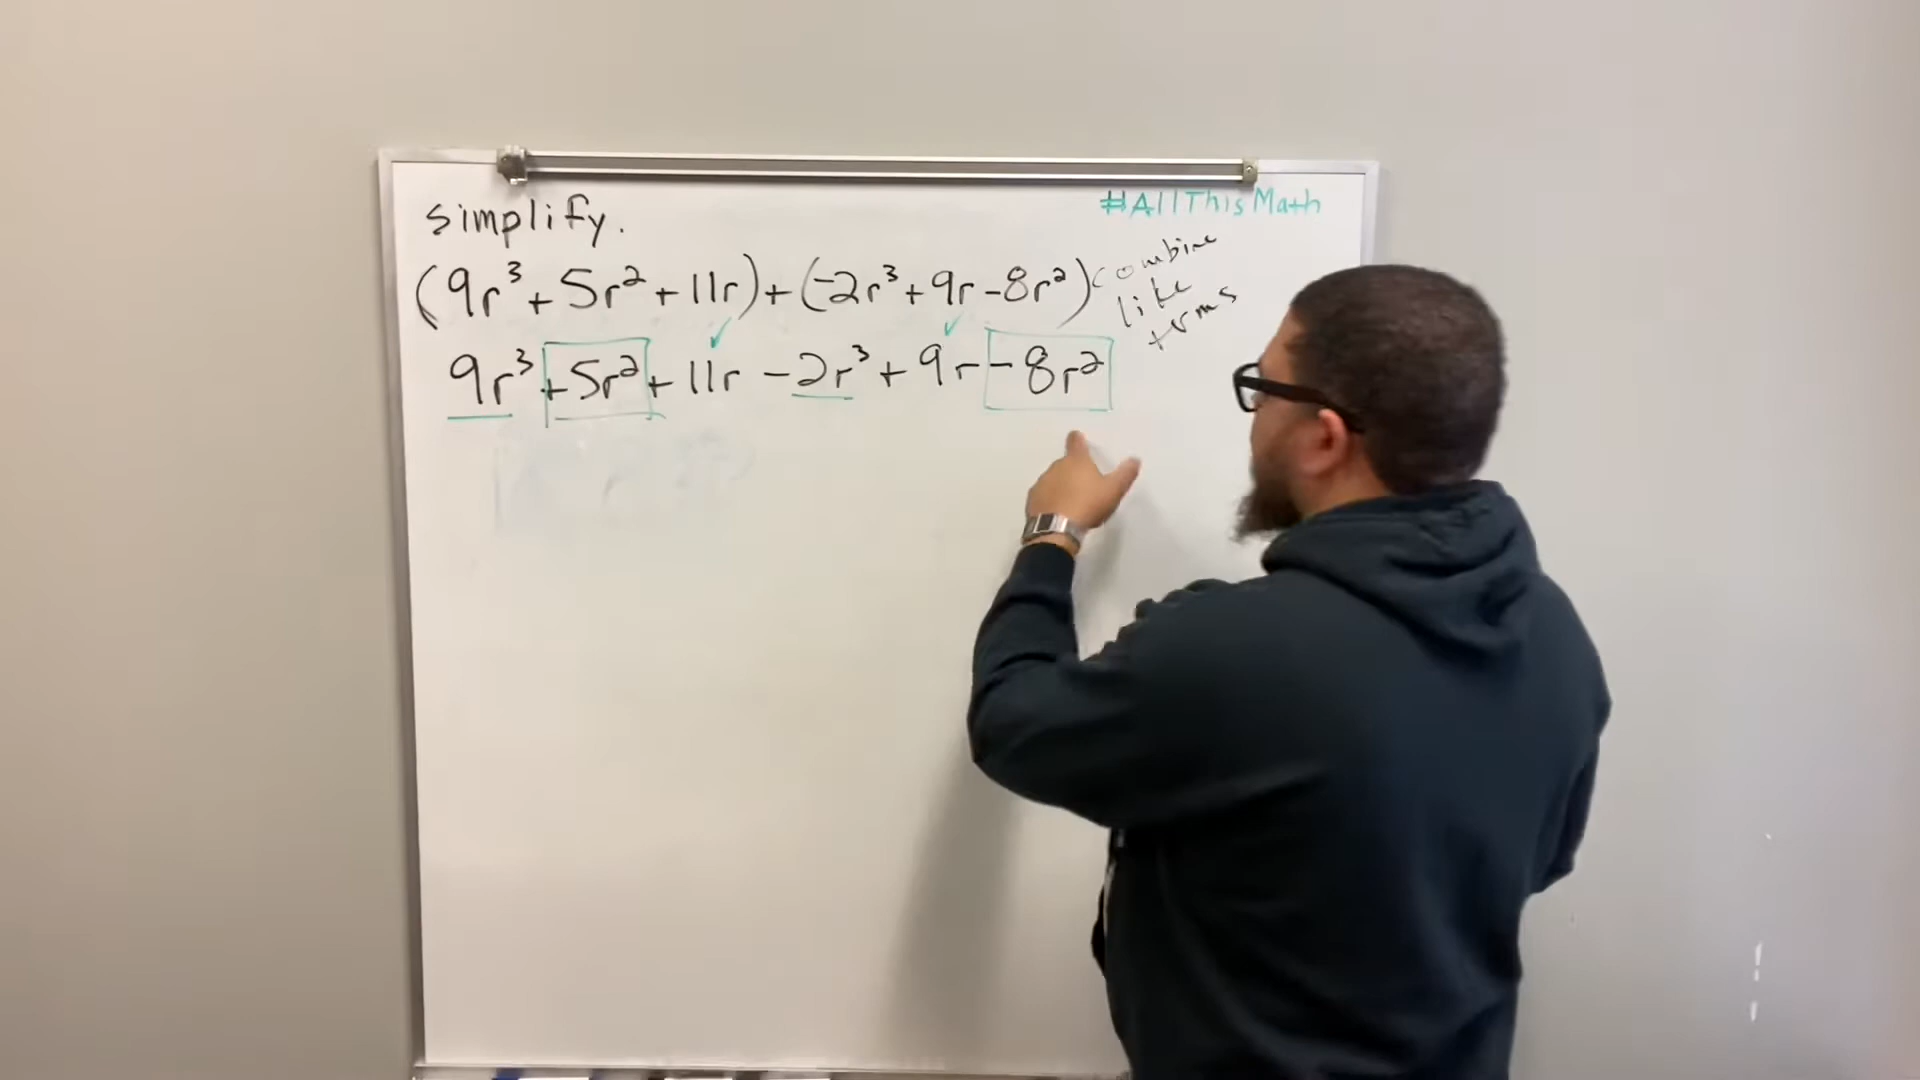 simplify.
#AllThisMath
(9r³+5r²+11r)+(-2r³+9r-8r²)
combine
like
terms
9r³+5r²+11r-2r³+9r-8r²